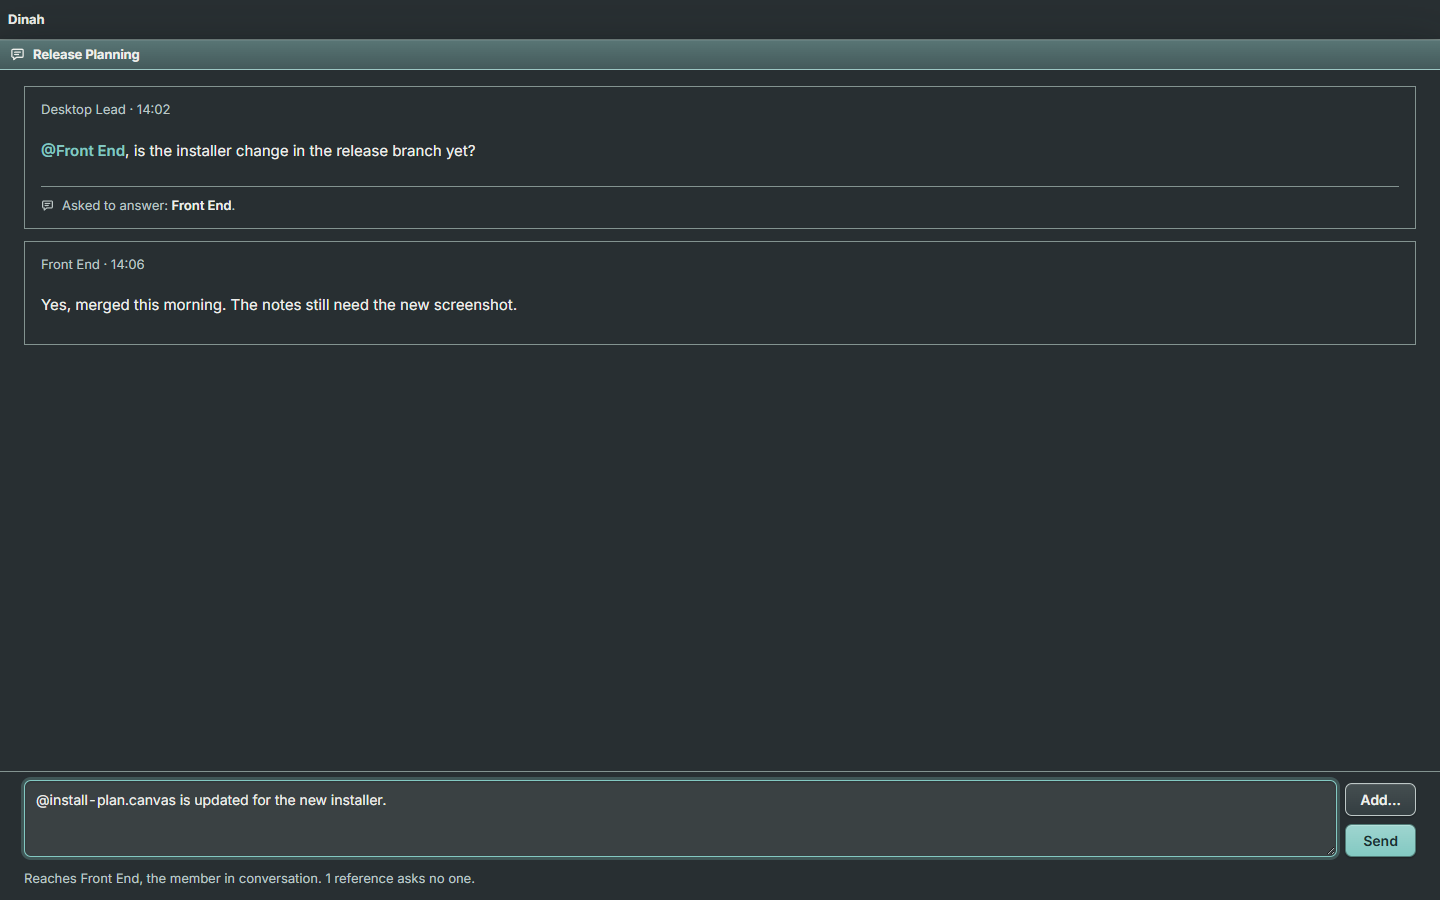 Dinah
Release Planning
Desktop Lead · 14:02
@Front End, is the installer change in the release branch yet?
Asked to answer: Front End.
Front End · 14:06
Yes, merged this morning. The notes still need the new screenshot.
@install-plan.canvas is updated for the new installer.
Add...
Send
Reaches Front End, the member in conversation. 1 reference asks no one.